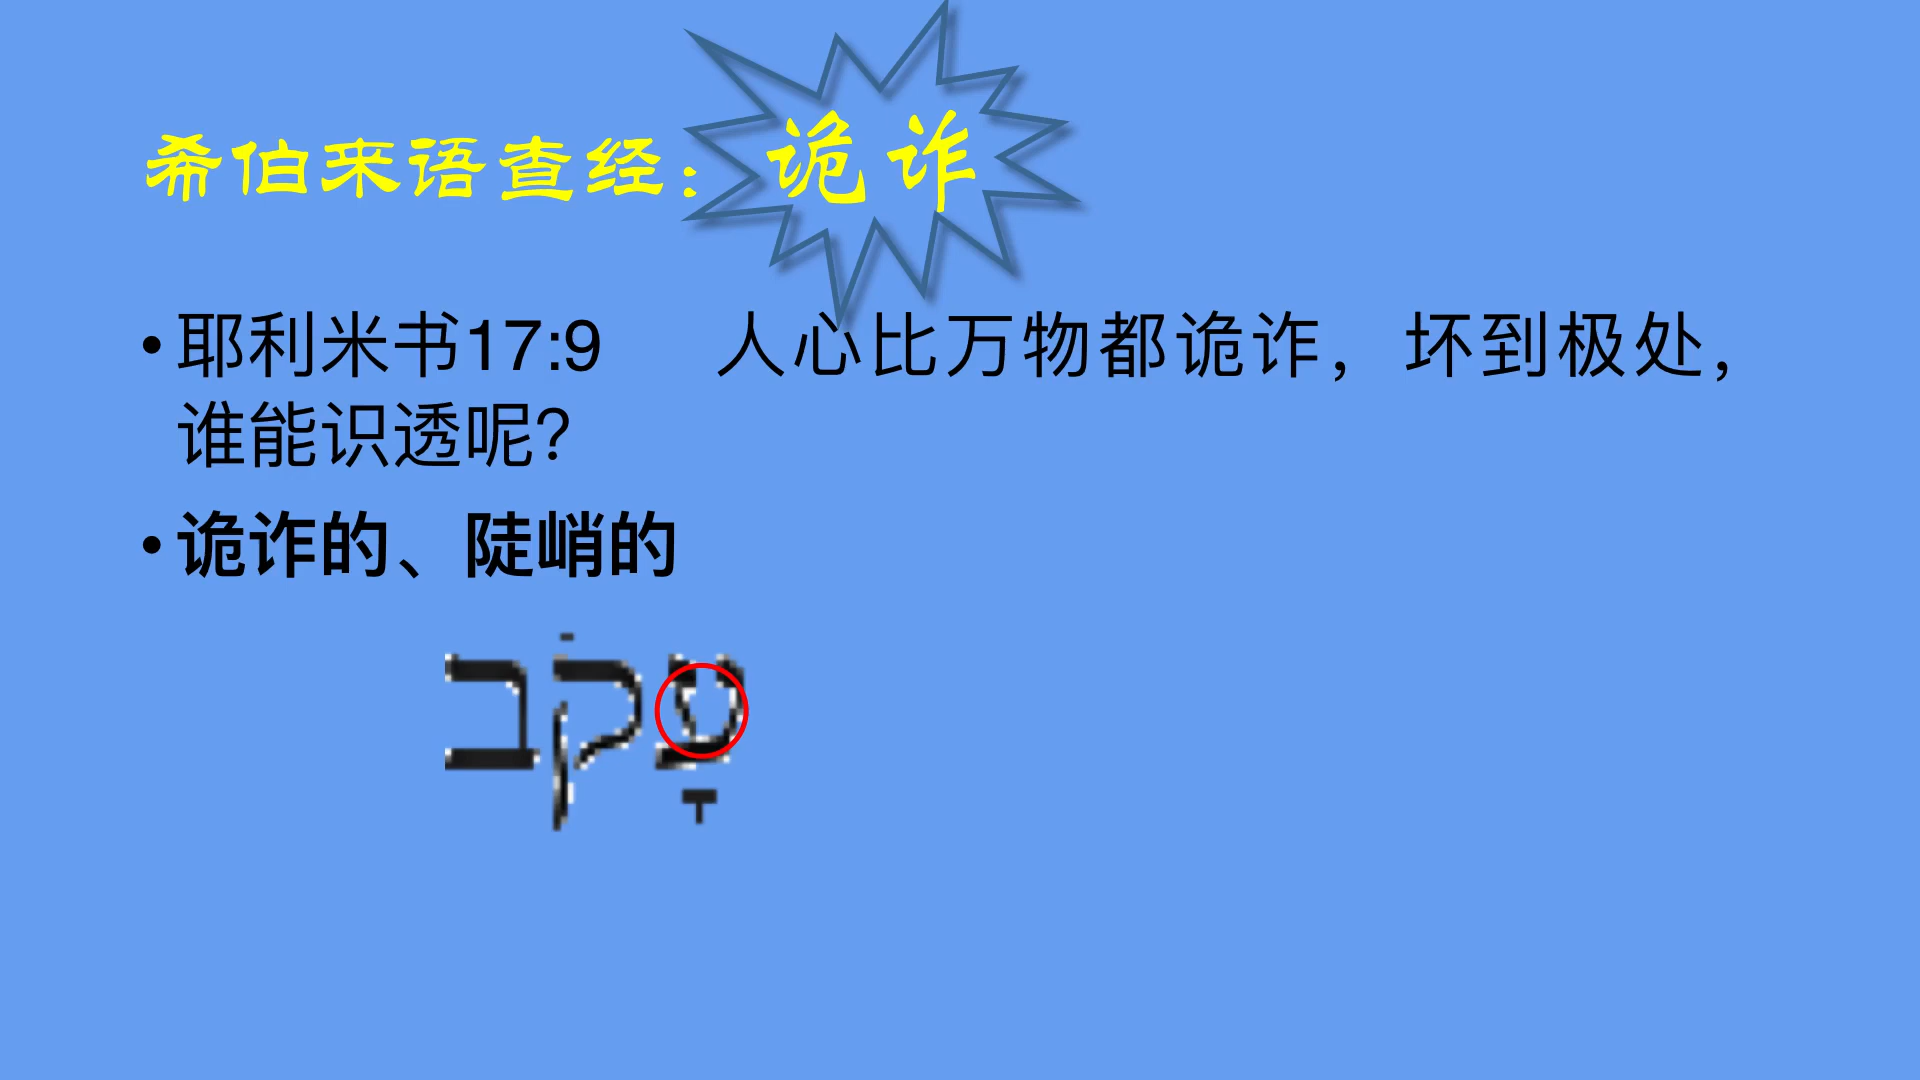 希伯来语查经：诡诈
• 耶利米书17:9 人心比万物都诡诈，坏到极处，
谁能识透呢？
• 诡诈的、陡峭的
עָקֹב